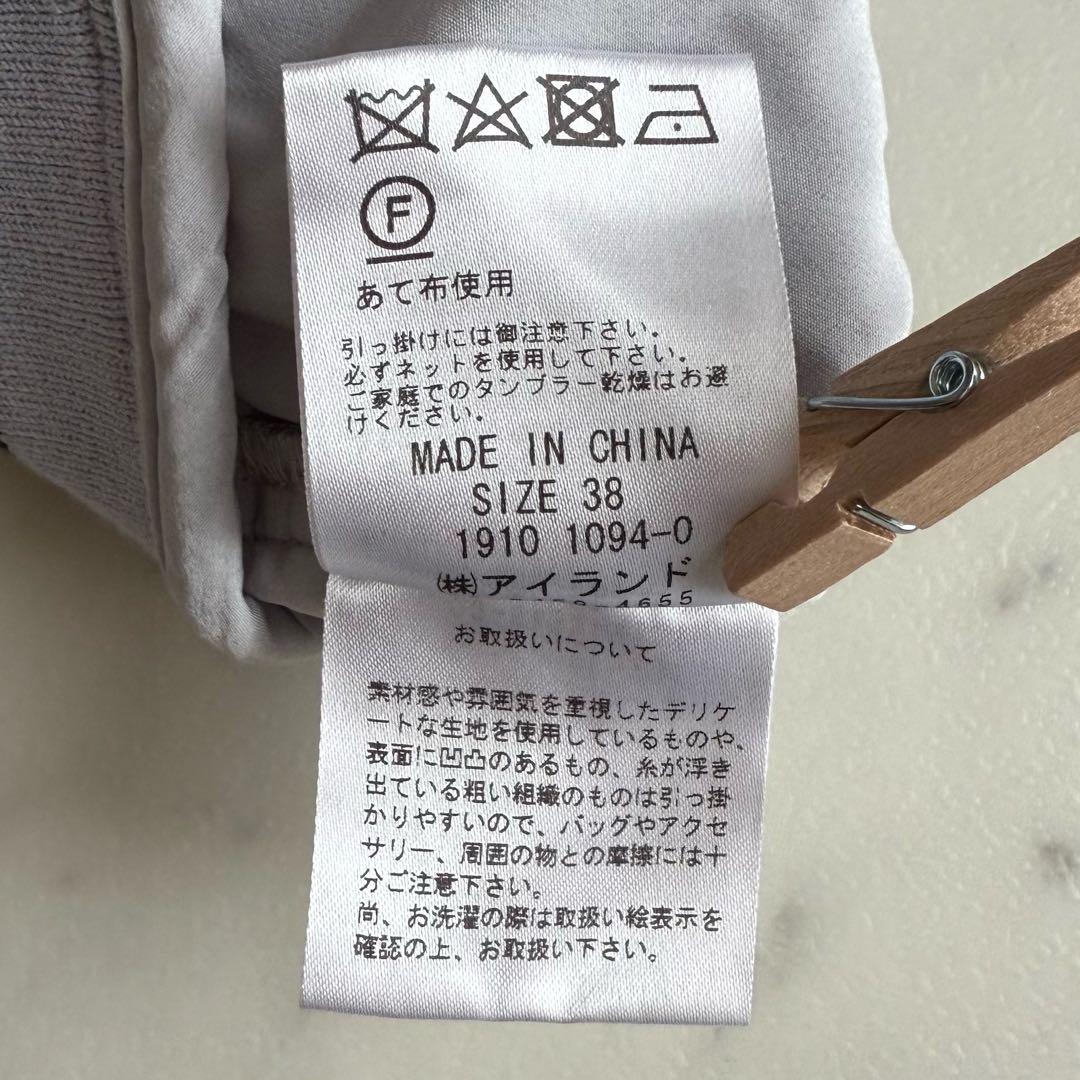 F
あて布使用
引っ掛けには御注意下さい。
必ずネットを使用して下さい。
ご家庭でのタンブラー乾燥はお避
けください。
MADE IN CHINA
SIZE 38
1910 1094-0
(株)アイランド
4655
お取扱いについて
素材感や雰囲気を重視したデリケ
ートな生地を使用しているものや、
表面に凹凸のあるもの、糸が浮き
出ている粗い組織のものは引っ掛
かりやすいので、バッグやアクセ
サリー、周囲の物との摩擦には十
分ご注意下さい。
尚、お洗濯の際は取扱い絵表示を
確認の上、お取扱い下さい。